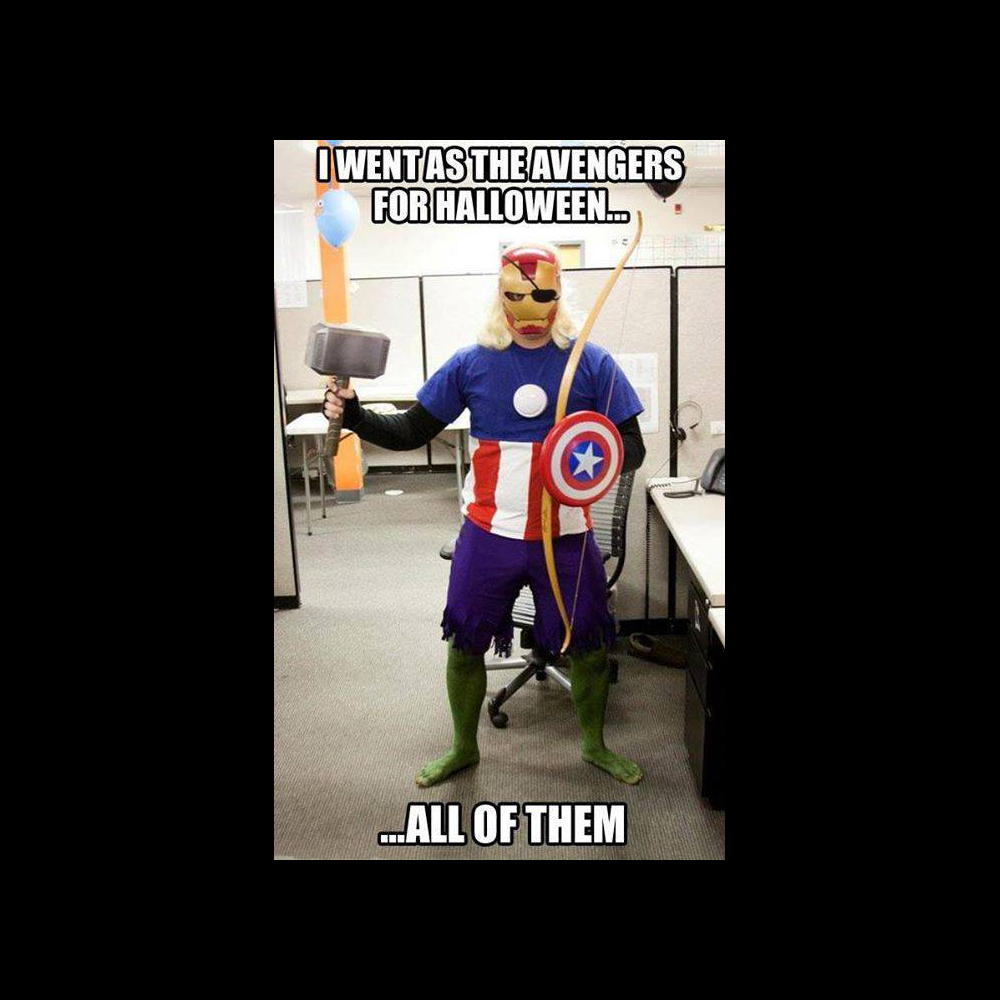 I WENT AS THE AVENGERS
FOR HALLOWEEN...
...ALL OF THEM